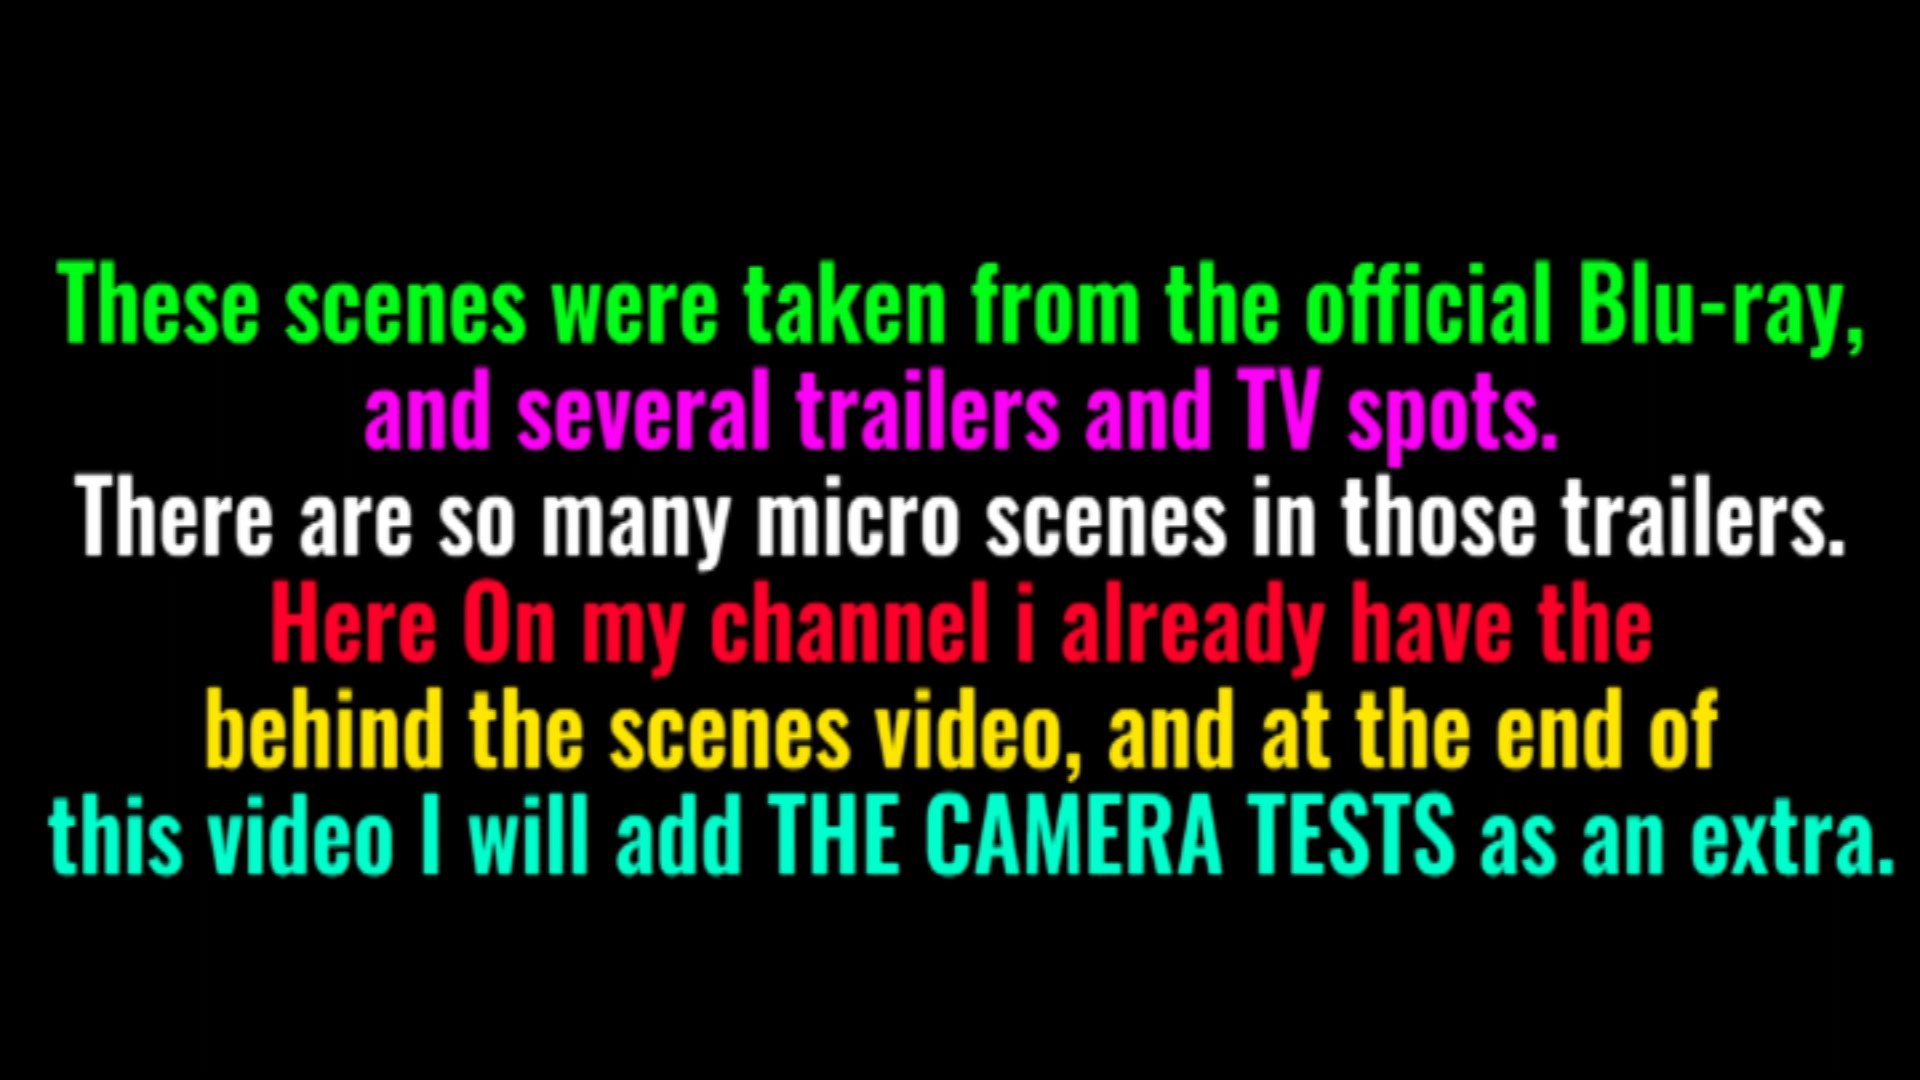 These scenes were taken from the official Blu-ray,
and several trailers and TV spots.
There are so many micro scenes in those trailers.
Here On my channel i already have the
behind the scenes video, and at the end of
this video I will add THE CAMERA TESTS as an extra.